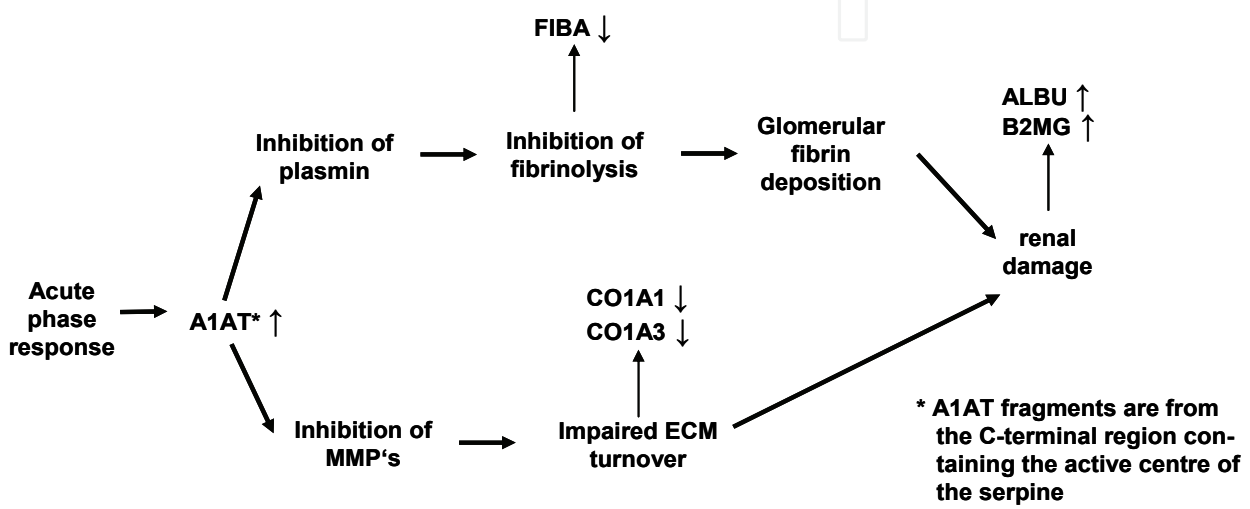 FIBA ↓
ALBU ↑
B2MG ↑
Inhibition of
plasmin
Inhibition of
fibrinolysis
Glomerular
fibrin
deposition
renal
damage
Acute
phase
response
A1AT* ↑
CO1A1 ↓
CO1A3 ↓
Inhibition of
MMP‘s
Impaired ECM
turnover
* A1AT fragments are from
the C-terminal region con-
taining the active centre of
the serpine